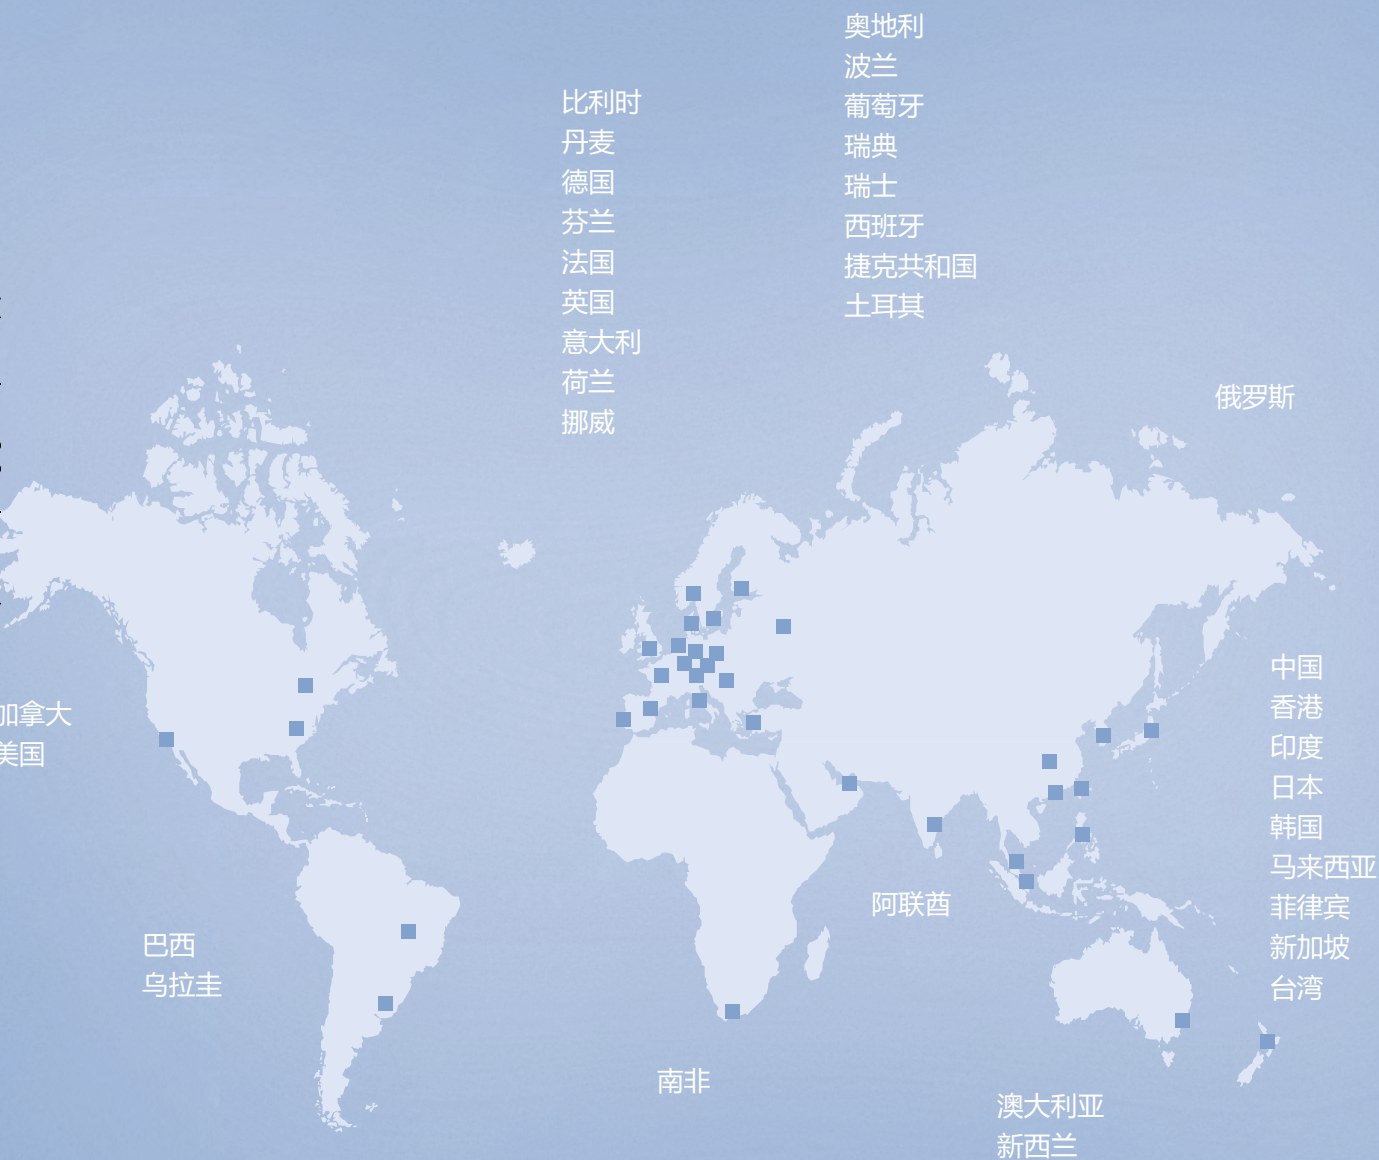 奥地利
波兰
葡萄牙
瑞典
瑞士
西班牙
捷克共和国
土耳其
比利时
丹麦
德国
芬兰
法国
英国
意大利
荷兰
挪威
俄罗斯
加拿大
美国
中国
香港
印度
日本
韩国
马来西亚
菲律宾
新加坡
台湾
阿联酋
巴西
乌拉圭
南非
澳大利亚
新西兰